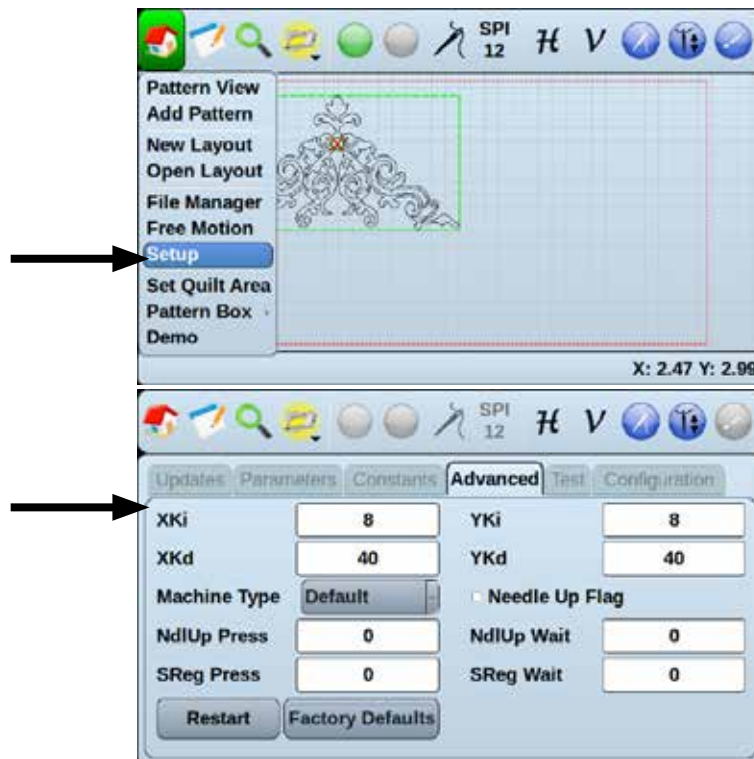 SPI
12
H V
Pattern View
Add Pattern
New Layout
Open Layout
File Manager
Free Motion
Setup
Set Quilt Area
Pattern Box
Demo
X: 2.47 Y: 2.99
SPI
12
H V
Updates Parameters Constants Advanced Test Configuration
XKi 8 YKi 8
XKd 40 YKd 40
Machine Type Default Needle Up Flag
NdlUp Press 0 NdlUp Wait 0
SReg Press 0 SReg Wait 0
Restart Factory Defaults